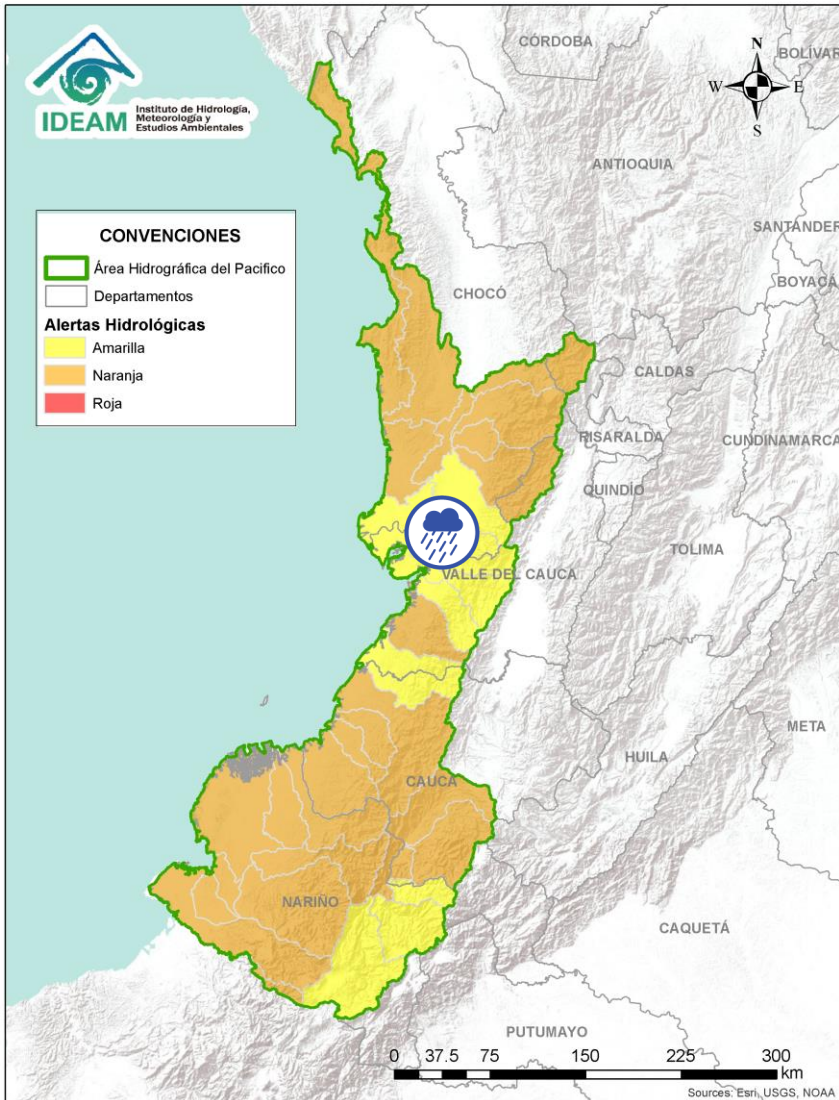 IDEAM
Instituto de Hidrología,
Meteorología y
Estudios Ambientales
CÓRDOBA
BOLÍVAR
N
W
E
S
ANTIOQUIA
SANTANDER
BOYACÁ
CONVENCIONES
Área Hidrográfica del Pacifico
Departamentos
Alertas Hidrológicas
Amarilla
Naranja
Roja
CHOCÓ
CALDAS
RISARALDA
CUNDINAMARCA
QUINDÍO
TOLIMA
VALLE DEL CAUCA
META
HUILA
CAUCA
NARIÑO
CAQUETÁ
PUTUMAYO
0 37.5 75 150 225 300
km
Sources: Esri, USGS, NOAA